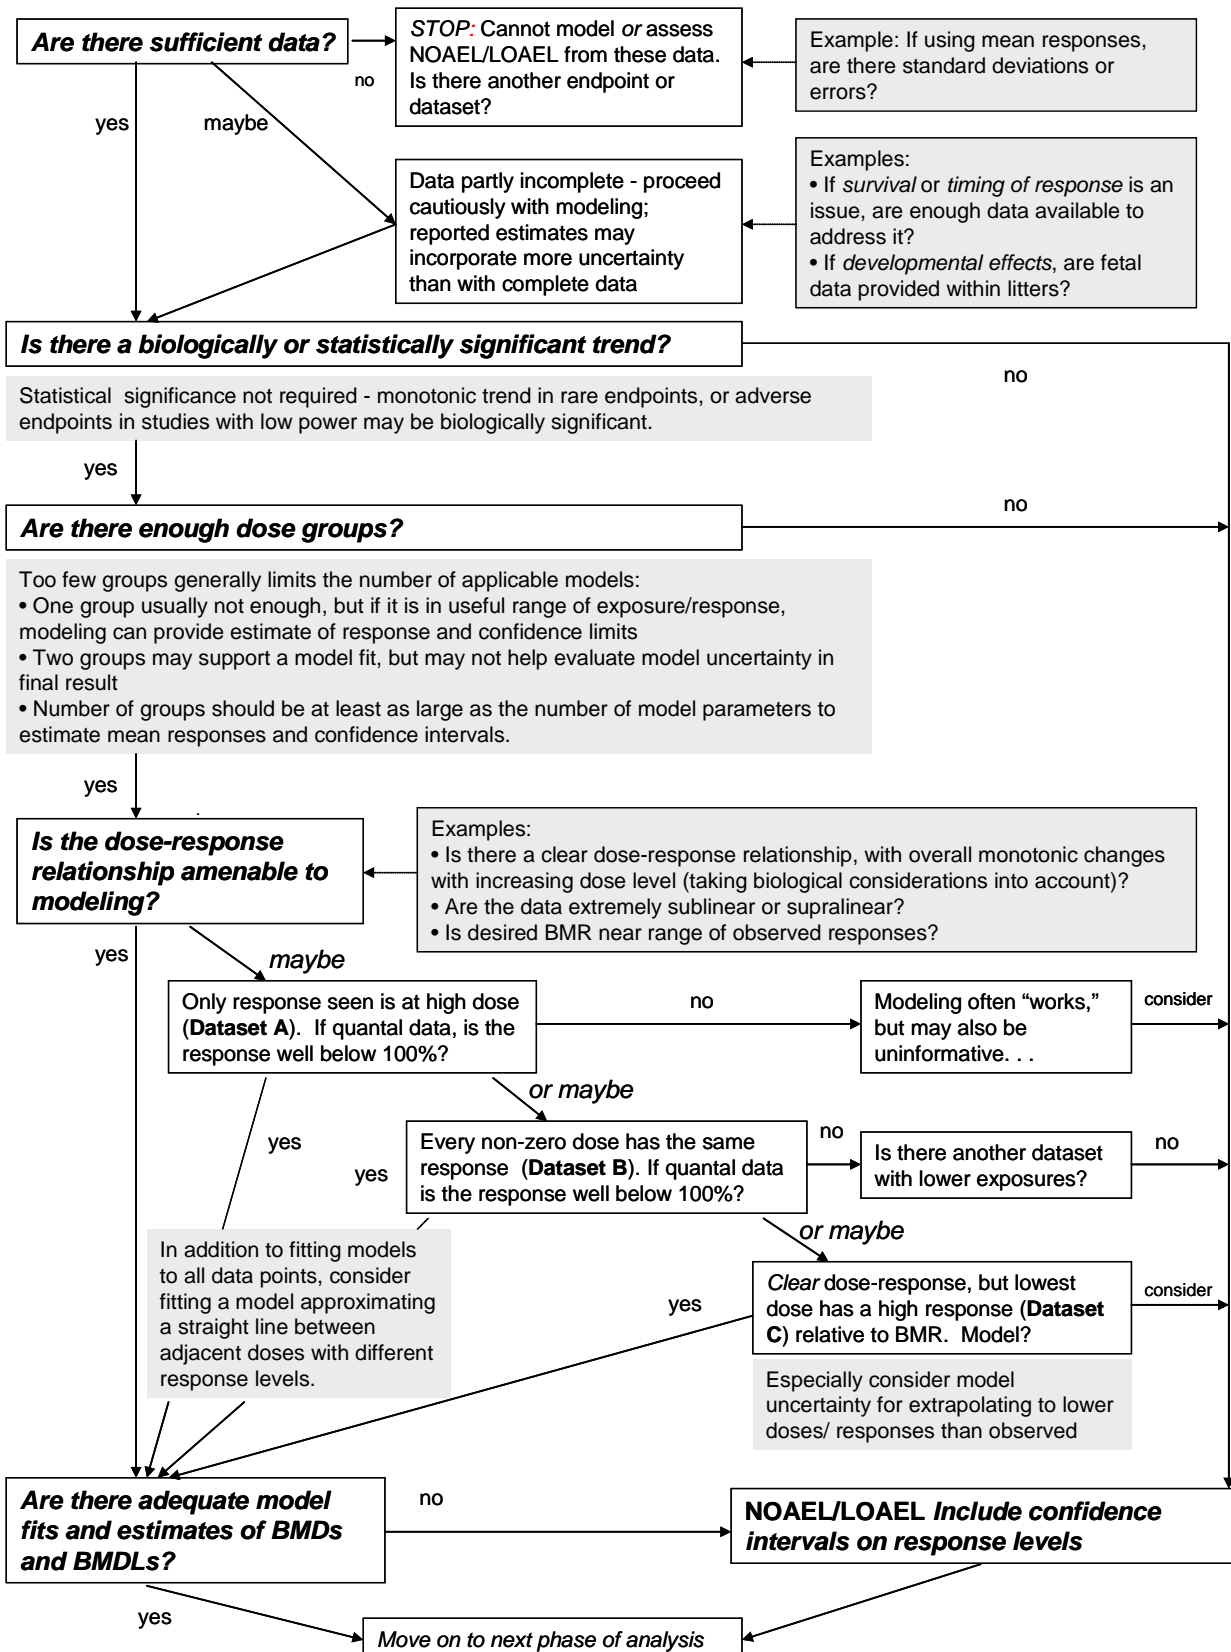 Are there sufficient data?
STOP: Cannot model or assess
NOAEL/LOAEL from these data.
Is there another endpoint or
dataset?
Example: If using mean responses,
are there standard deviations or
errors?
no
yes
maybe
Data partly incomplete - proceed
cautiously with modeling;
reported estimates may
incorporate more uncertainty
than with complete data
Examples:
• If survival or timing of response is an
issue, are enough data available to
address it?
• If developmental effects, are fetal
data provided within litters?
Is there a biologically or statistically significant trend?
no
Statistical significance not required - monotonic trend in rare endpoints, or adverse
endpoints in studies with low power may be biologically significant.
yes
Are there enough dose groups?
no
Too few groups generally limits the number of applicable models:
• One group usually not enough, but if it is in useful range of exposure/response,
modeling can provide estimate of response and confidence limits
• Two groups may support a model fit, but may not help evaluate model uncertainty in
final result
• Number of groups should be at least as large as the number of model parameters to
estimate mean responses and confidence intervals.
yes
Is the dose-response
relationship amenable to
modeling?
Examples:
• Is there a clear dose-response relationship, with overall monotonic changes
with increasing dose level (taking biological considerations into account)?
• Are the data extremely sublinear or supralinear?
• Is desired BMR near range of observed responses?
yes
maybe
Only response seen is at high dose
(Dataset A). If quantal data, is the
response well below 100%?
no
Modeling often “works,”
but may also be
uninformative. . .
consider
or maybe
yes
Every non-zero dose has the same
response (Dataset B). If quantal data
is the response well below 100%?
no
Is there another dataset
with lower exposures?
no
yes
or maybe
In addition to fitting models
to all data points, consider
fitting a model approximating
a straight line between
adjacent doses with different
response levels.
yes
Clear dose-response, but lowest
dose has a high response (Dataset
C) relative to BMR. Model?
consider
Especially consider model
uncertainty for extrapolating to lower
doses/ responses than observed
Are there adequate model
fits and estimates of BMDs
and BMDLs?
no
NOAEL/LOAEL Include confidence
intervals on response levels
yes
Move on to next phase of analysis